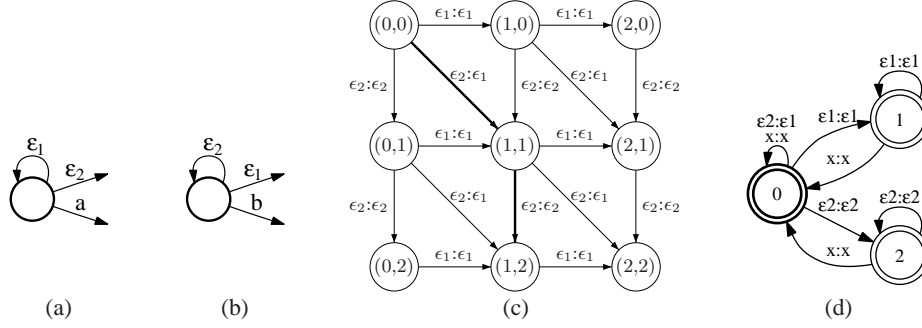 (0,0) ε₁:ε₁ (1,0) ε₁:ε₁ (2,0)
ε₂:ε₂ ε₂:ε₁ ε₂:ε₂ ε₂:ε₁ ε₂:ε₂
(0,1) ε₁:ε₁ (1,1) ε₁:ε₁ (2,1)
ε₂:ε₂ ε₂:ε₁ ε₂:ε₂ ε₂:ε₁ ε₂:ε₂
(0,2) ε₁:ε₁ (1,2) ε₁:ε₁ (2,2)
ε₁
ε₂
a
ε₂
ε₁
b
ε1:ε1
1
ε2:ε1
x:x
ε1:ε1
x:x
0
ε2:ε2
ε2:ε2
x:x
2
(a) (b) (c) (d)